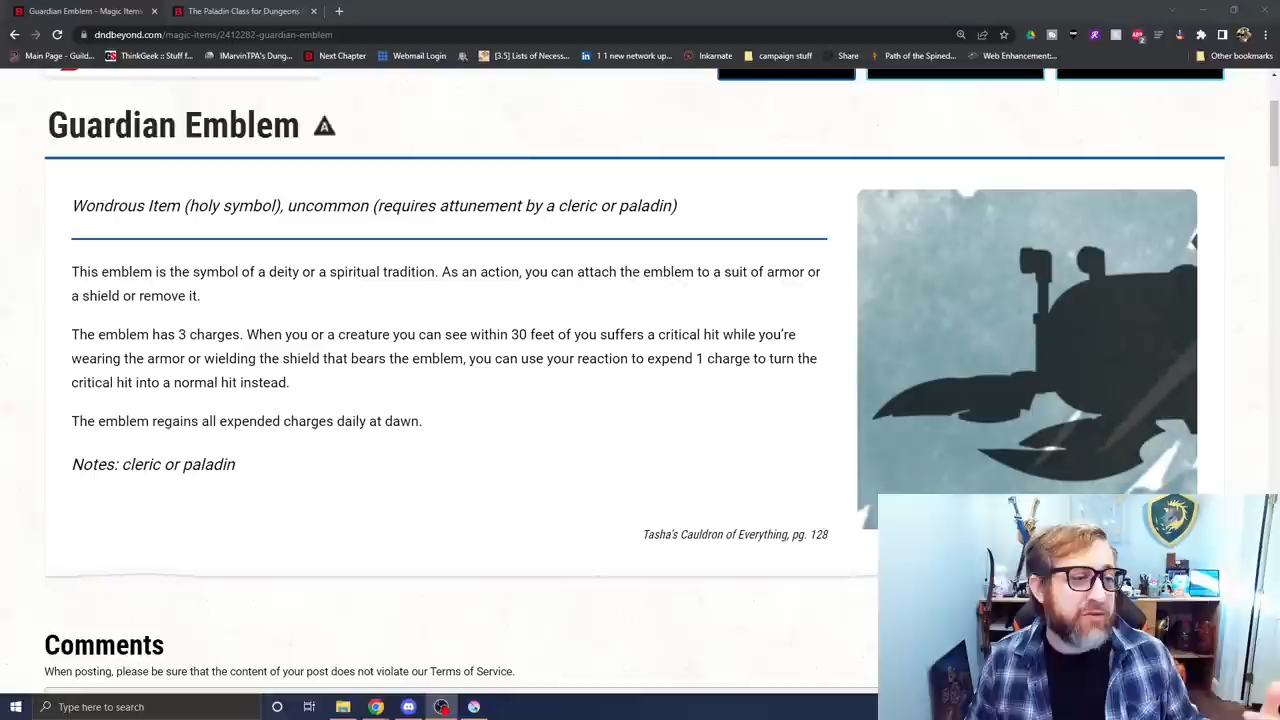 Guardian Emblem - Magic Items
The Paladin Class for Dungeons
dndbeyond.com/magic-items/2412282-guardian-emblem
Main Page - Guild...
ThinkGeek :: Stuff f...
IMarvinTPA's Dung...
Next Chapter
Webmail Login
[3.5] Lists of Necess...
1 1 new network up...
Inkarnate
campaign stuff
Share
Path of the Spined...
Web Enhancement:...
Other bookmarks
Guardian Emblem
Wondrous Item (holy symbol), uncommon (requires attunement by a cleric or paladin)
This emblem is the symbol of a deity or a spiritual tradition. As an action, you can attach the emblem to a suit of armor or
a shield or remove it.
The emblem has 3 charges. When you or a creature you can see within 30 feet of you suffers a critical hit while you're
wearing the armor or wielding the shield that bears the emblem, you can use your reaction to expend 1 charge to turn the
critical hit into a normal hit instead.
The emblem regains all expended charges daily at dawn.
Notes: cleric or paladin
Tasha's Cauldron of Everything, pg. 128
Comments
When posting, please be sure that the content of your post does not violate our Terms of Service.
Type here to search